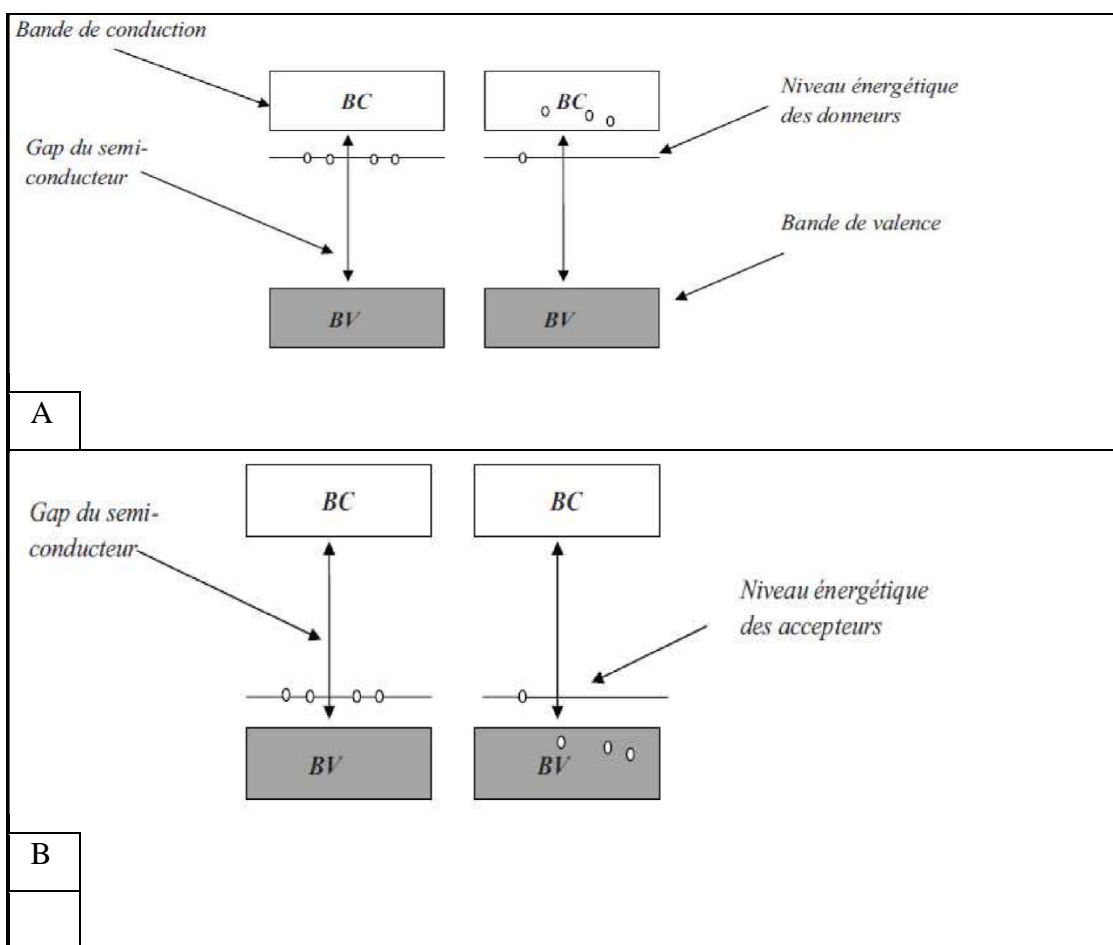 Bande de conduction
BC
BC
Niveau énergétique
des donneurs
Gap du semi-
conducteur
Bande de valence
BV
BV
A
BC
BC
Gap du semi-
conducteur
Niveau énergétique
des accepteurs
BV
BV
B